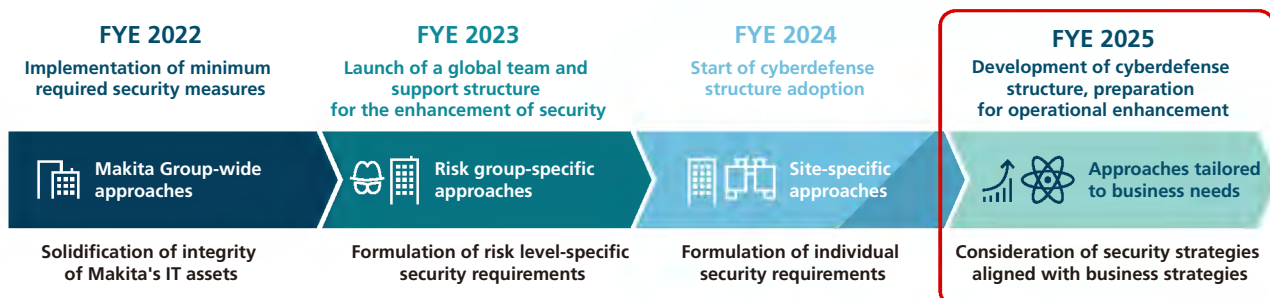 FYE 2022
Implementation of minimum
required security measures
Makita Group-wide
approaches
Solidification of integrity
of Makita's IT assets
FYE 2023
Launch of a global team and
support structure
for the enhancement of security
Risk group-specific
approaches
Formulation of risk level-specific
security requirements
FYE 2024
Start of cyberdefense
structure adoption
Site-specific
approaches
Formulation of individual
security requirements
FYE 2025
Development of cyberdefense
structure, preparation
for operational enhancement
Approaches tailored
to business needs
Consideration of security strategies
aligned with business strategies